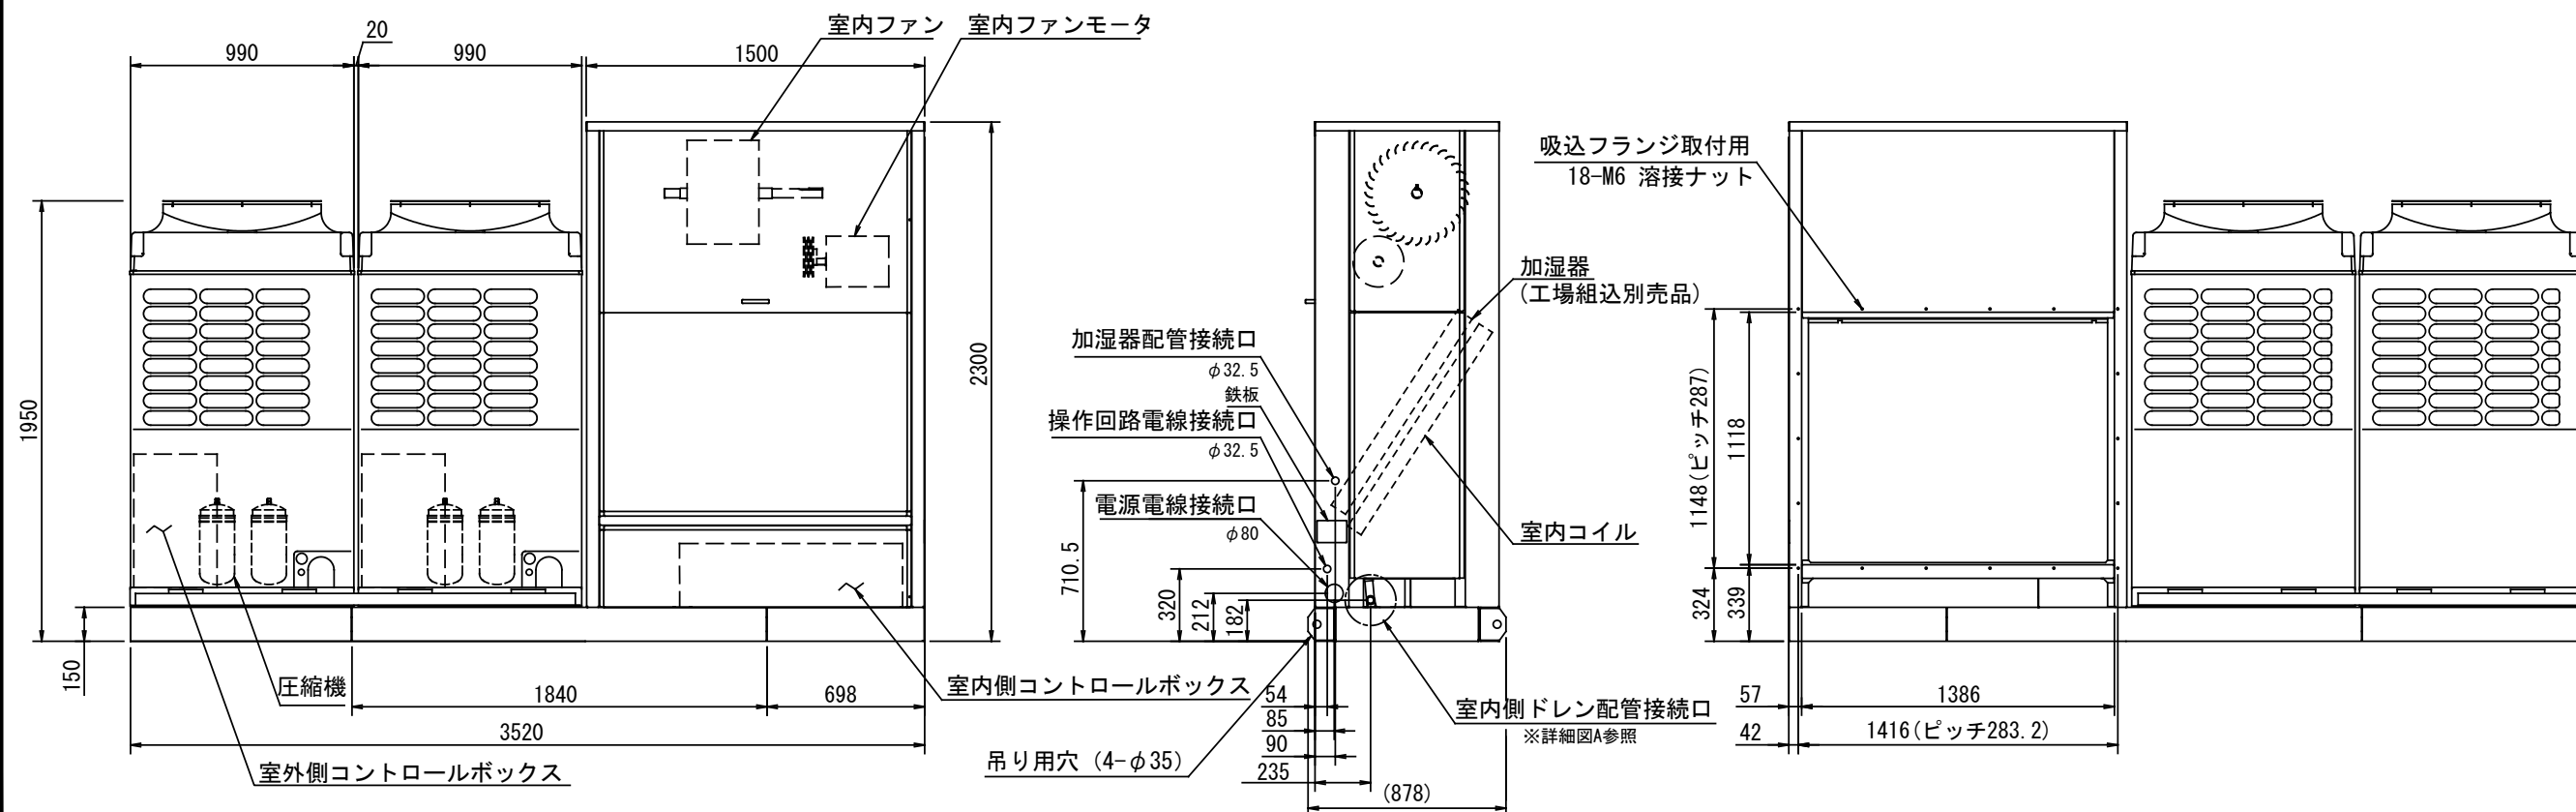 室内ファン
室内ファンモータ
20
990
990
1500
1950
150
2300
圧縮機
1840
698
3520
室内側コントロールボックス
室外側コントロールボックス
加湿器
(工場組込別売品)
加湿器配管接続口
φ32.5
鉄板
操作回路電線接続口
φ32.5
電源電線接続口
φ80
室内コイル
710.5
320
212
182
54
85
90
235
(878)
吊り用穴 (4-φ35)
室内側ドレン配管接続口
※詳細図A参照
吸込フランジ取付用
18-M6 溶接ナット
1148(ピッチ287)
1118
324
339
57
1386
42
1416(ピッチ283.2)